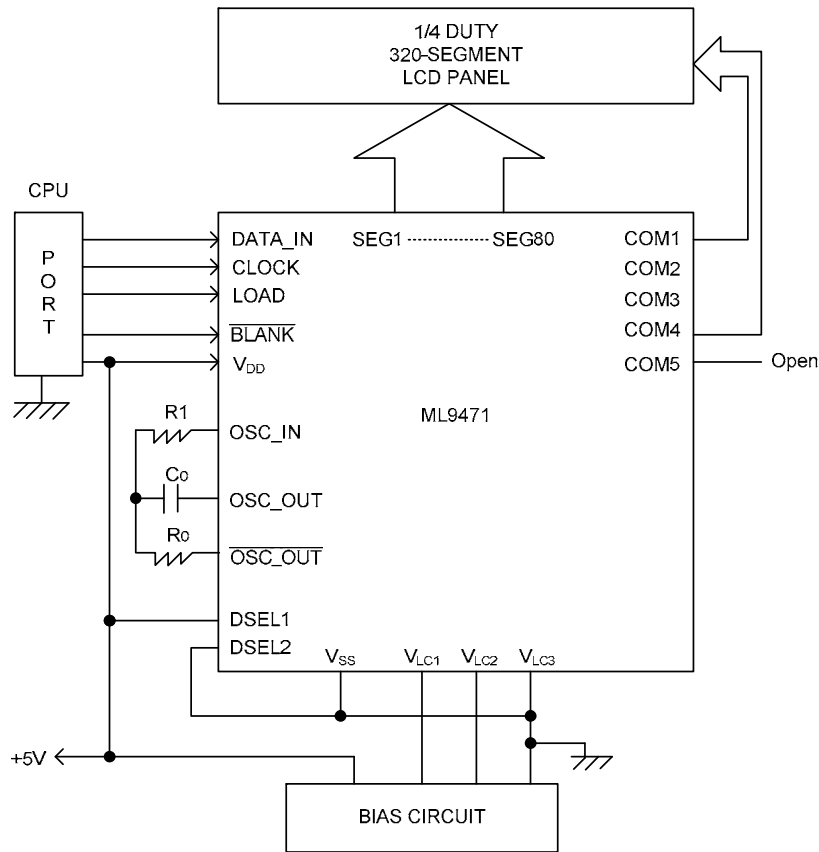 1/4 DUTY
320-SEGMENT
LCD PANEL
CPU
PORT
DATA_IN
CLOCK
LOAD
BLANK
VDD
SEG1 ---------- SEG80
COM1
COM2
COM3
COM4
COM5
Open
ML9471
R1
OSC_IN
C0
OSC_OUT
R0
OSC_OUT
DSEL1
DSEL2
VSS
VLC1
VLC2
VLC3
+5V
BIAS CIRCUIT